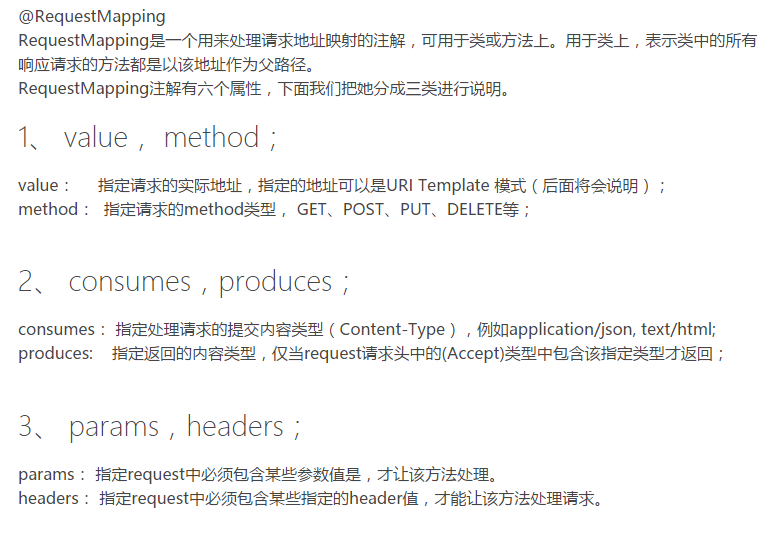 @RequestMapping
RequestMapping是一个用来处理请求地址映射的注解，可用于类或方法上。用于类上，表示类中的所有
响应请求的方法都是以该地址作为父路径。
RequestMapping注解有六个属性，下面我们把她分成三类进行说明。
1、 value， method；
value： 指定请求的实际地址，指定的地址可以是URI Template 模式（后面将会说明）；
method： 指定请求的method类型， GET、POST、PUT、DELETE等；
2、 consumes，produces；
consumes： 指定处理请求的提交内容类型（Content-Type），例如application/json, text/html;
produces: 指定返回的内容类型，仅当request请求头中的(Accept)类型中包含该指定类型才返回；
3、 params，headers；
params： 指定request中必须包含某些参数值是，才让该方法处理。
headers： 指定request中必须包含某些指定的header值，才能让该方法处理请求。